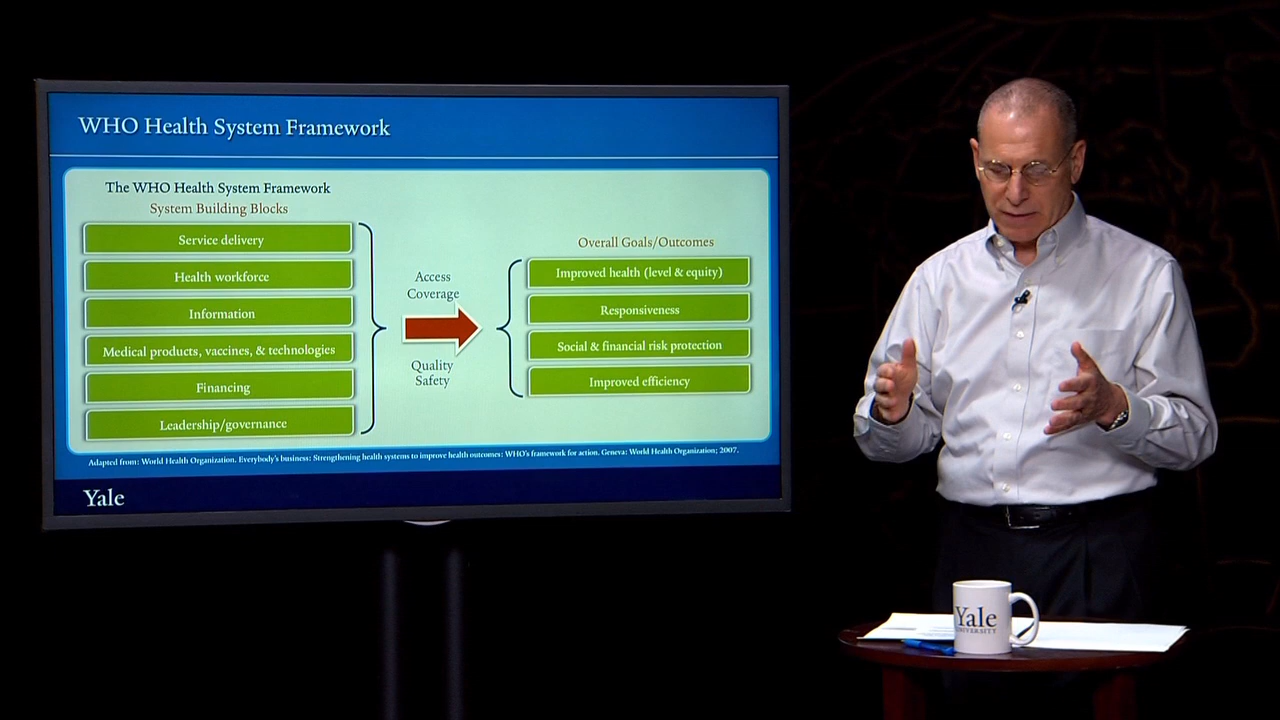 WHO Health System Framework
The WHO Health System Framework
System Building Blocks
Service delivery
Health workforce
Information
Medical products, vaccines, & technologies
Financing
Leadership/governance
Access
Coverage
Quality
Safety
Overall Goals/Outcomes
Improved health (level & equity)
Responsiveness
Social & financial risk protection
Improved efficiency
Adapted from: World Health Organization. Everybody's business: Strengthening health systems to improve health outcomes: WHO's framework for action. Geneva: World Health Organization; 2007.
Yale
Yale
UNIVERSITY